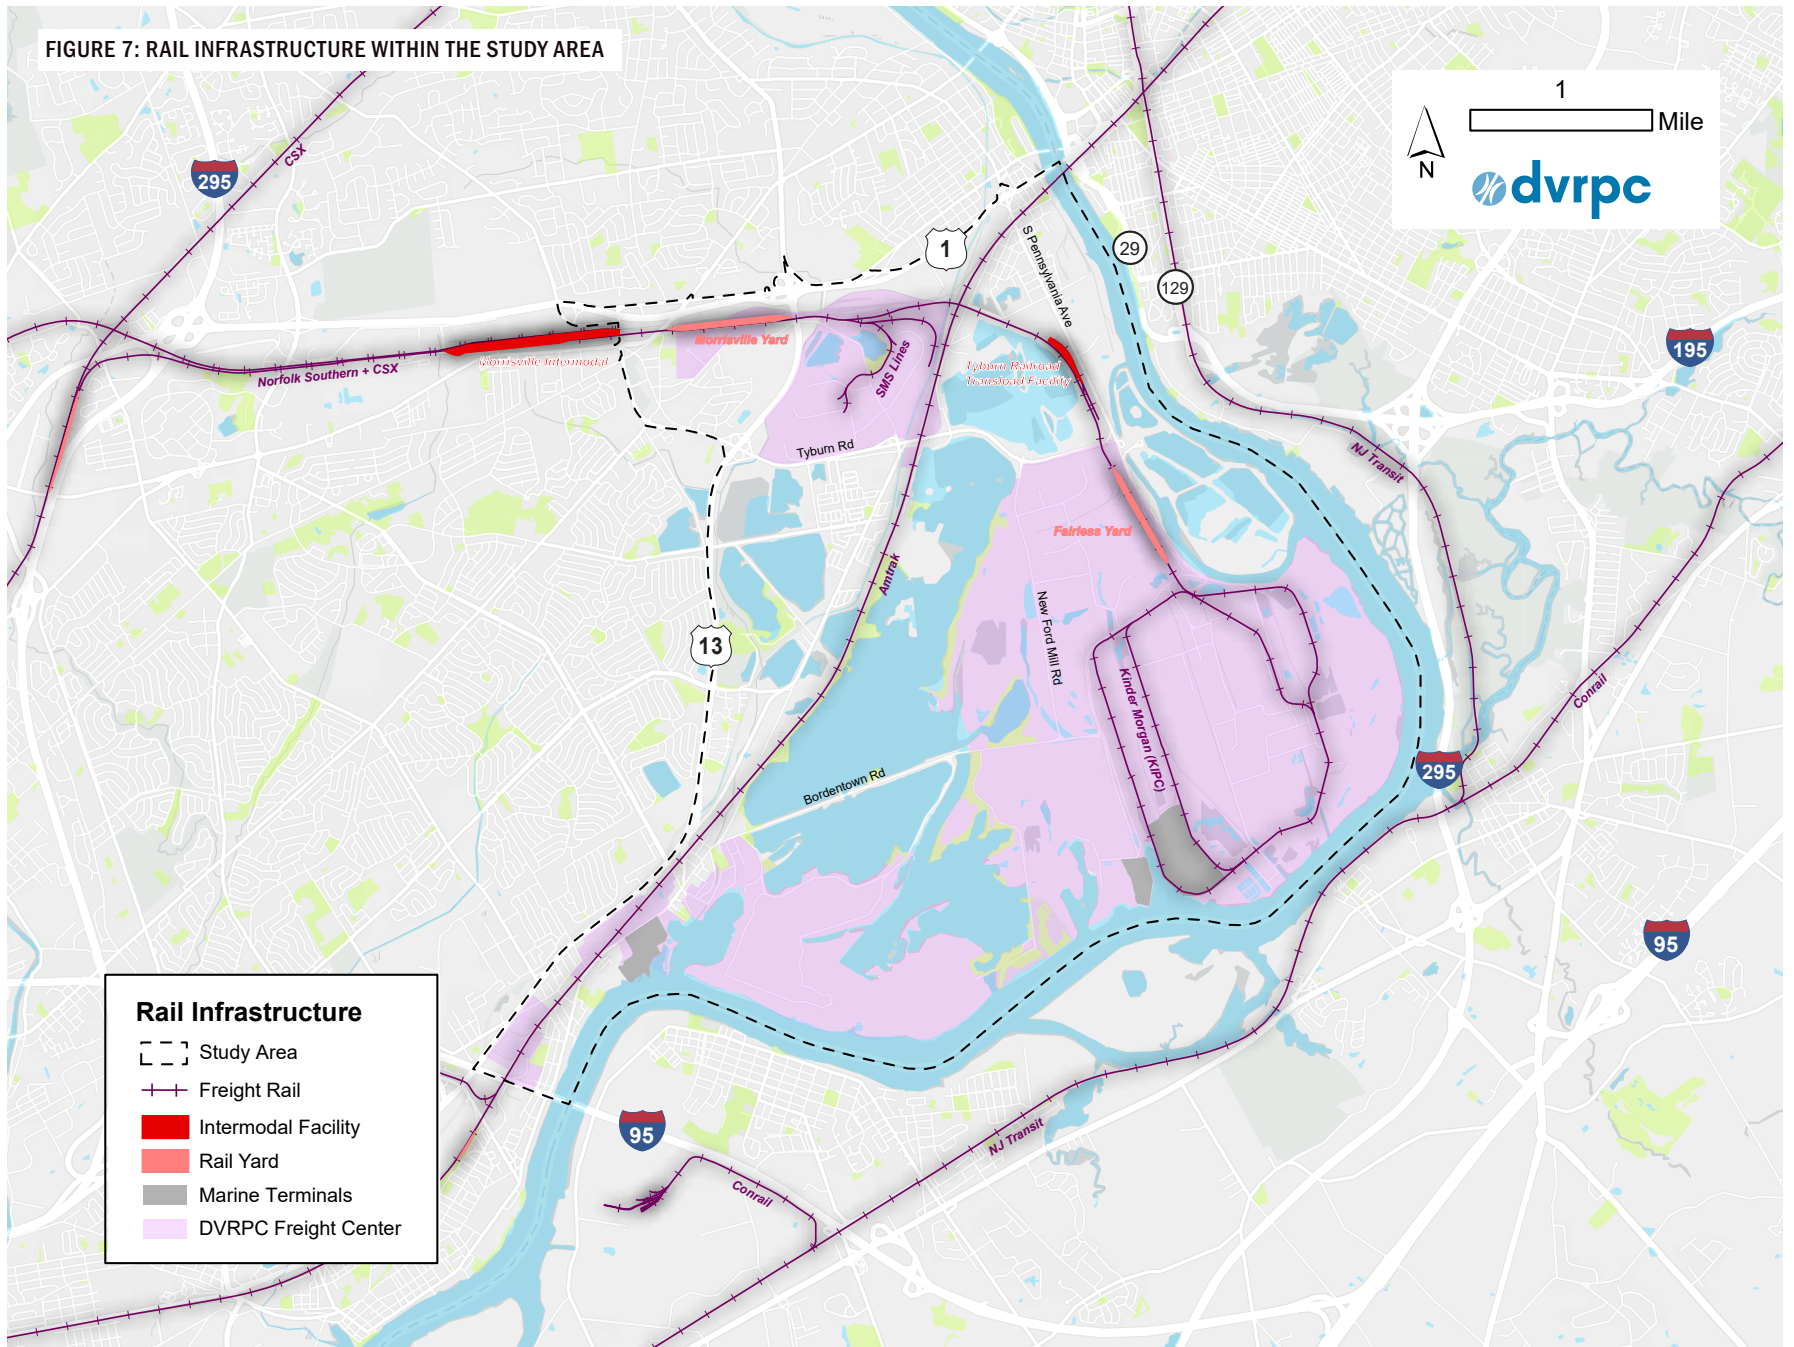 FIGURE 7: RAIL INFRASTRUCTURE WITHIN THE STUDY AREA
1
Mile
N
dvrpc
CSX
295
1
S Pennsylvania Ave
29
129
195
Norfolk Southern + CSX
Morrisville Intermodal
Morrisville Yard
SMS Lines
Tyburn Railroad
Transload Facility
Tyburn Rd
NJ Transit
Fairless Yard
Amtrak
New Ford Mill Rd
13
Kinder Morgan (KIPC)
Conrail
Bordentown Rd
295
95
Rail Infrastructure
Study Area
Freight Rail
Intermodal Facility
Rail Yard
Marine Terminals
DVRPC Freight Center
95
NJ Transit
Conrail